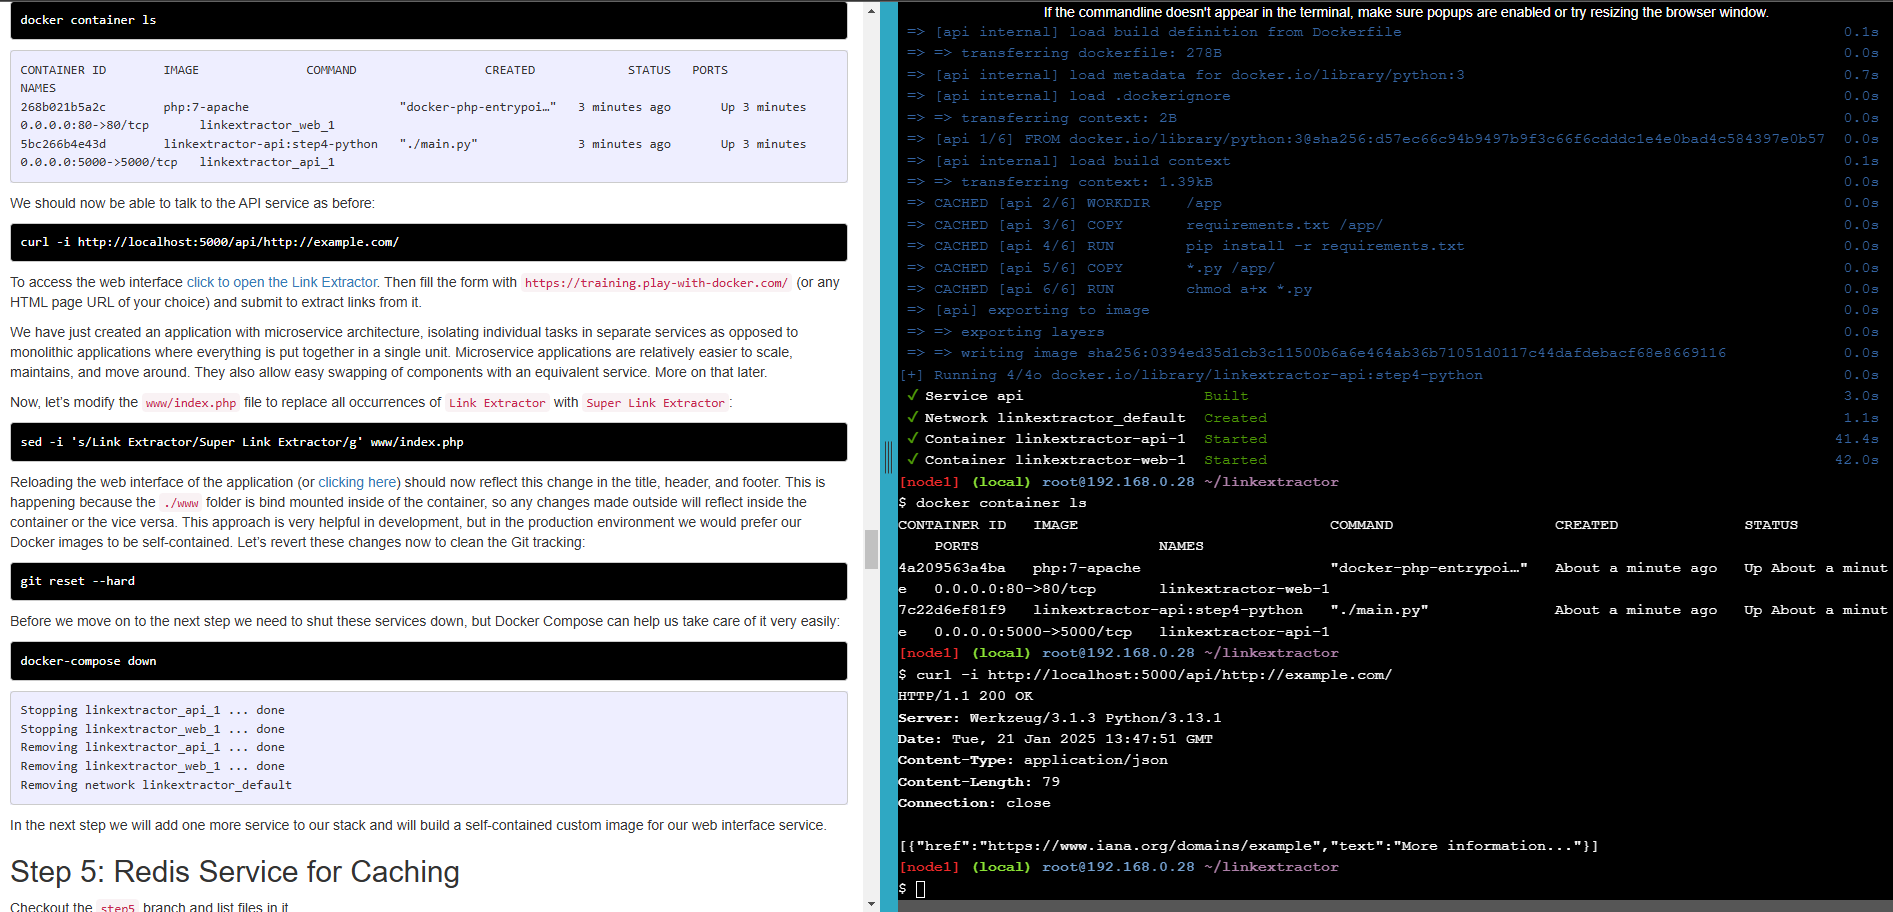 docker container ls
CONTAINER ID        IMAGE               COMMAND                  CREATED             STATUS   PORTS
NAMES
268b021b5a2c        php:7-apache                     "docker-php-entrypoi…"   3 minutes ago       Up 3 minutes
0.0.0.0:80->80/tcp       linkextractor_web_1
5bc266b4e43d        linkextractor-api:step4-python   "./main.py"              3 minutes ago       Up 3 minutes
0.0.0.0:5000->5000/tcp   linkextractor_api_1
We should now be able to talk to the API service as before:
curl -i http://localhost:5000/api/http://example.com/
To access the web interface click to open the Link Extractor. Then fill the form with https://training.play-with-docker.com/ (or any
HTML page URL of your choice) and submit to extract links from it.
We have just created an application with microservice architecture, isolating individual tasks in separate services as opposed to
monolithic applications where everything is put together in a single unit. Microservice applications are relatively easier to scale,
maintains, and move around. They also allow easy swapping of components with an equivalent service. More on that later.
Now, let's modify the www/index.php file to replace all occurrences of Link Extractor with Super Link Extractor :
sed -i 's/Link Extractor/Super Link Extractor/g' www/index.php
Reloading the web interface of the application (or clicking here) should now reflect this change in the title, header, and footer. This is
happening because the ./www folder is bind mounted inside of the container, so any changes made outside will reflect inside the
container or the vice versa. This approach is very helpful in development, but in the production environment we would prefer our
Docker images to be self-contained. Let's revert these changes now to clean the Git tracking:
git reset --hard
Before we move on to the next step we need to shut these services down, but Docker Compose can help us take care of it very easily:
docker-compose down
Stopping linkextractor_api_1 ... done
Stopping linkextractor_web_1 ... done
Removing linkextractor_api_1 ... done
Removing linkextractor_web_1 ... done
Removing network linkextractor_default
In the next step we will add one more service to our stack and will build a self-contained custom image for our web interface service.
Step 5: Redis Service for Caching
Checkout the step5 branch and list files in it
If the commandline doesn't appear in the terminal, make sure popups are enabled or try resizing the browser window.
=> [api internal] load build definition from Dockerfile 0.1s
=> => transferring dockerfile: 278B 0.0s
=> [api internal] load metadata for docker.io/library/python:3 0.7s
=> [api internal] load .dockerignore 0.0s
=> => transferring context: 2B 0.0s
=> [api 1/6] FROM docker.io/library/python:3@sha256:d57ec66c94b9497b9f3c66f6cdddc1e4e0bad4c584397e0b57 0.0s
=> [api internal] load build context 0.1s
=> => transferring context: 1.39kB 0.0s
=> CACHED [api 2/6] WORKDIR    /app 0.0s
=> CACHED [api 3/6] COPY       requirements.txt /app/ 0.0s
=> CACHED [api 4/6] RUN        pip install -r requirements.txt 0.0s
=> CACHED [api 5/6] COPY       *.py /app/ 0.0s
=> CACHED [api 6/6] RUN        chmod a+x *.py 0.0s
=> [api] exporting to image 0.0s
=> => exporting layers 0.0s
=> => writing image sha256:0394ed35d1cb3c11500b6a6e464ab36b71051d0117c44dafdebacf68e8669116 0.0s
[+] Running 4/4o docker.io/library/linkextractor-api:step4-python 0.0s
✓ Service api                    Built 3.0s
✓ Network linkextractor_default  Created 1.1s
✓ Container linkextractor-api-1  Started 41.4s
✓ Container linkextractor-web-1  Started 42.0s
[node1] (local) root@192.168.0.28 ~/linkextractor
$ docker container ls
CONTAINER ID   IMAGE                            COMMAND                  CREATED              STATUS
PORTS                    NAMES
4a209563a4ba   php:7-apache                     "docker-php-entrypoi…"   About a minute ago   Up About a minut
e   0.0.0.0:80->80/tcp       linkextractor-web-1
7c22d6ef81f9   linkextractor-api:step4-python   "./main.py"              About a minute ago   Up About a minut
e   0.0.0.0:5000->5000/tcp   linkextractor-api-1
[node1] (local) root@192.168.0.28 ~/linkextractor
$ curl -i http://localhost:5000/api/http://example.com/
HTTP/1.1 200 OK
Server: Werkzeug/3.1.3 Python/3.13.1
Date: Tue, 21 Jan 2025 13:47:51 GMT
Content-Type: application/json
Content-Length: 79
Connection: close
[{"href":"https://www.iana.org/domains/example","text":"More information..."}]
[node1] (local) root@192.168.0.28 ~/linkextractor
$